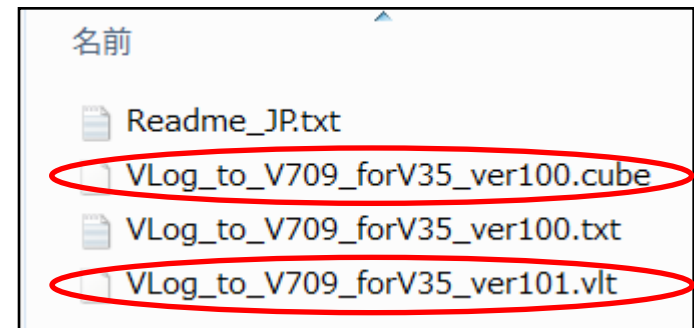 名前
Readme_JP.txt
VLog_to_V709_forV35_ver100.cube
VLog_to_V709_forV35_ver100.txt
VLog_to_V709_forV35_ver101.vlt